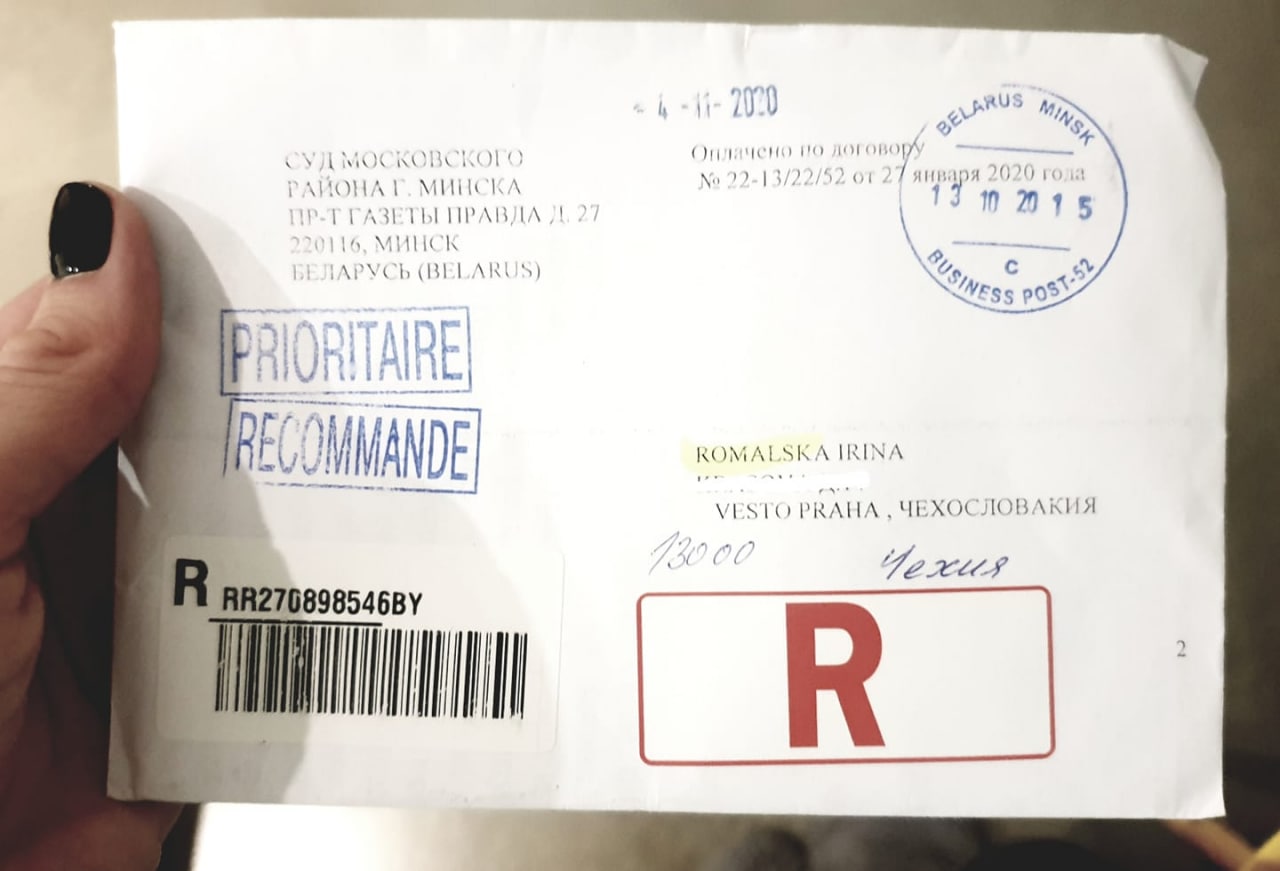 - 4 -11- 2020
СУД МОСКОВСКОГО
РАЙОНА Г. МИНСКА
ПР-Т ГАЗЕТЫ ПРАВДА Д. 27
220116, МИНСК
БЕЛАРУСЬ (BELARUS)
Оплачено по договору
№ 22-13/22/52 от 27 января 2020 года
BELARUS MINSK
13 10 20 15
C
BUSINESS POST-52
PRIORITAIRE
RECOMMANDE
ROMALSKA IRINA
VESTO PRAHA , ЧЕХОСЛОВАКИЯ
13000 Чехия
R RR270898546BY
R
2